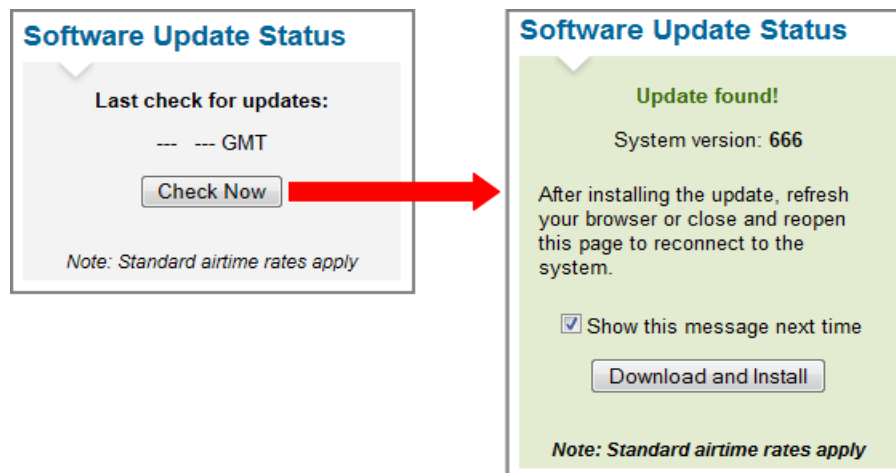 Software Update Status
Last check for updates:
--- --- GMT
Check Now
Note: Standard airtime rates apply
Software Update Status
Update found!
System version: 666
After installing the update, refresh
your browser or close and reopen
this page to reconnect to the
system.
Show this message next time
Download and Install
Note: Standard airtime rates apply